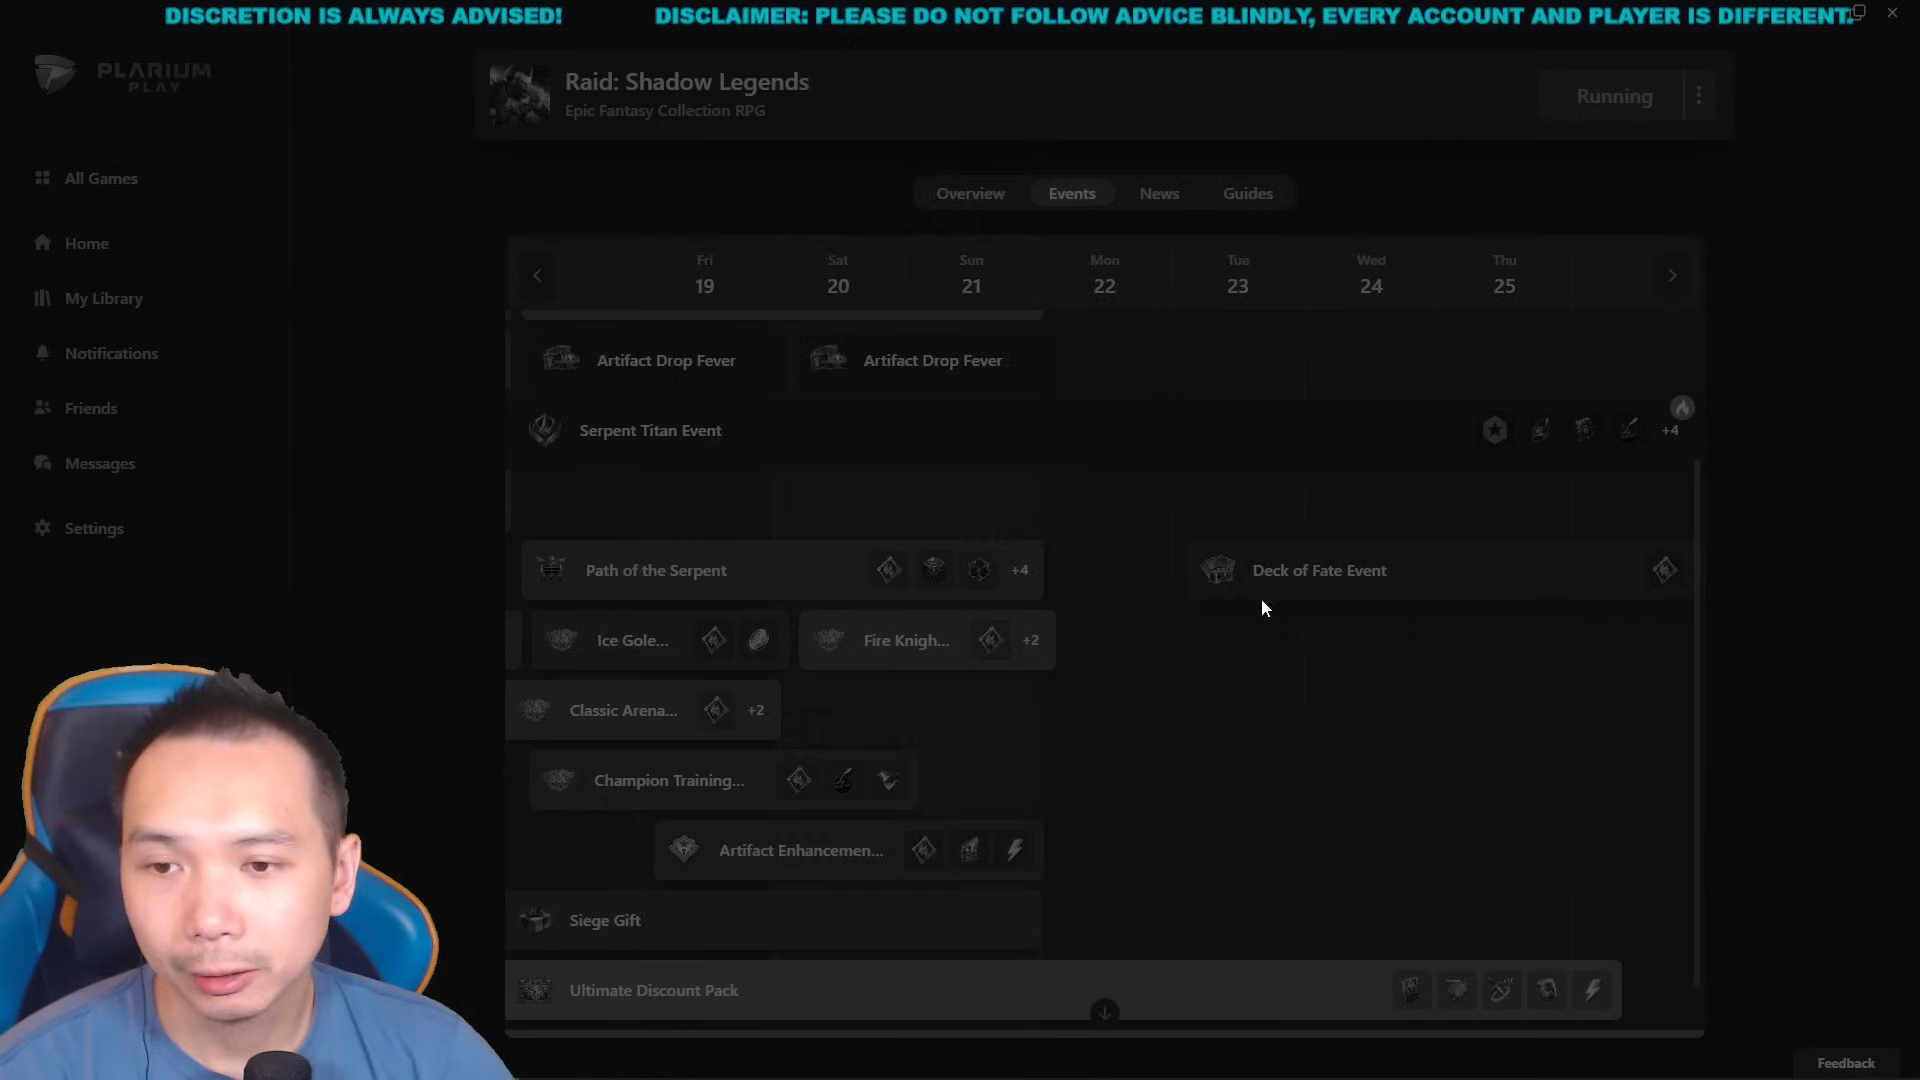 DISCRETION IS ALWAYS ADVISED! DISCLAIMER: PLEASE DO NOT FOLLOW ADVICE BLINDLY, EVERY ACCOUNT AND PLAYER IS DIFFERENT.
PLARIUM
PLAY
Raid: Shadow Legends
Epic Fantasy Collection RPG
Running
All Games
Home
My Library
Notifications
Friends
Messages
Settings
Overview Events News Guides
Fri Sat Sun Mon Tue Wed Thu
19 20 21 22 23 24 25
Artifact Drop Fever Artifact Drop Fever
Serpent Titan Event +4
Path of the Serpent +4 Deck of Fate Event
Ice Gole... Fire Knigh... +2
Classic Arena... +2
Champion Training...
Artifact Enhancemen...
Siege Gift
Ultimate Discount Pack
Feedback